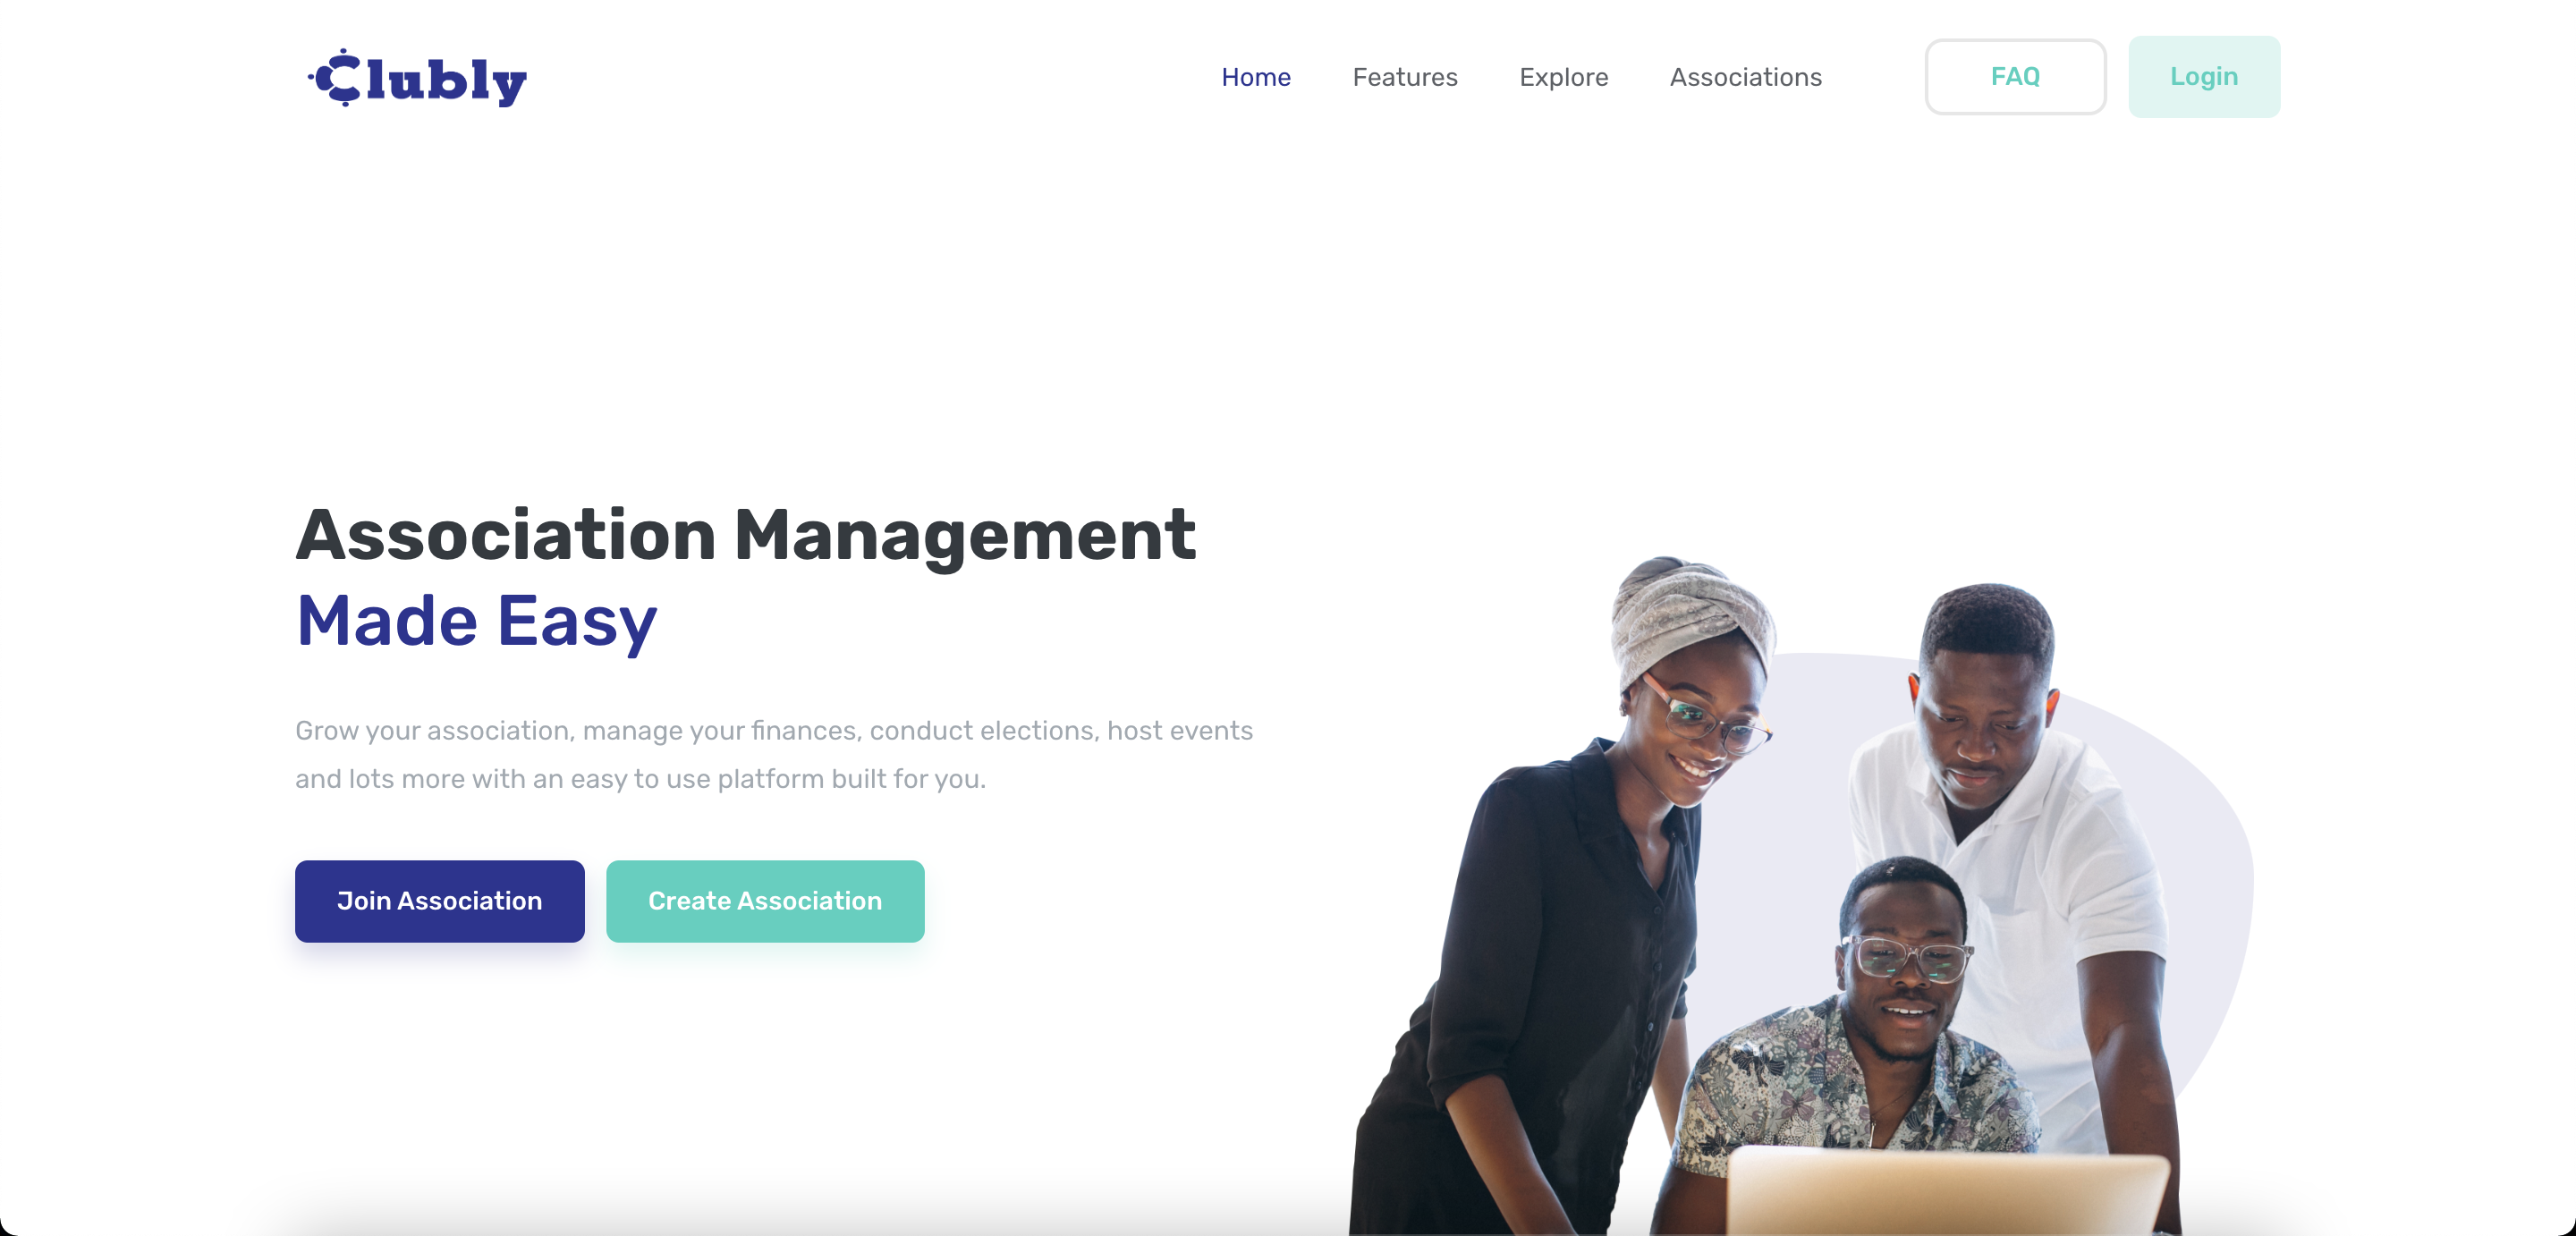 Clubly
Home Features Explore Associations FAQ Login
Association Management
Made Easy
Grow your association, manage your finances, conduct elections, host events
and lots more with an easy to use platform built for you.
Join Association Create Association